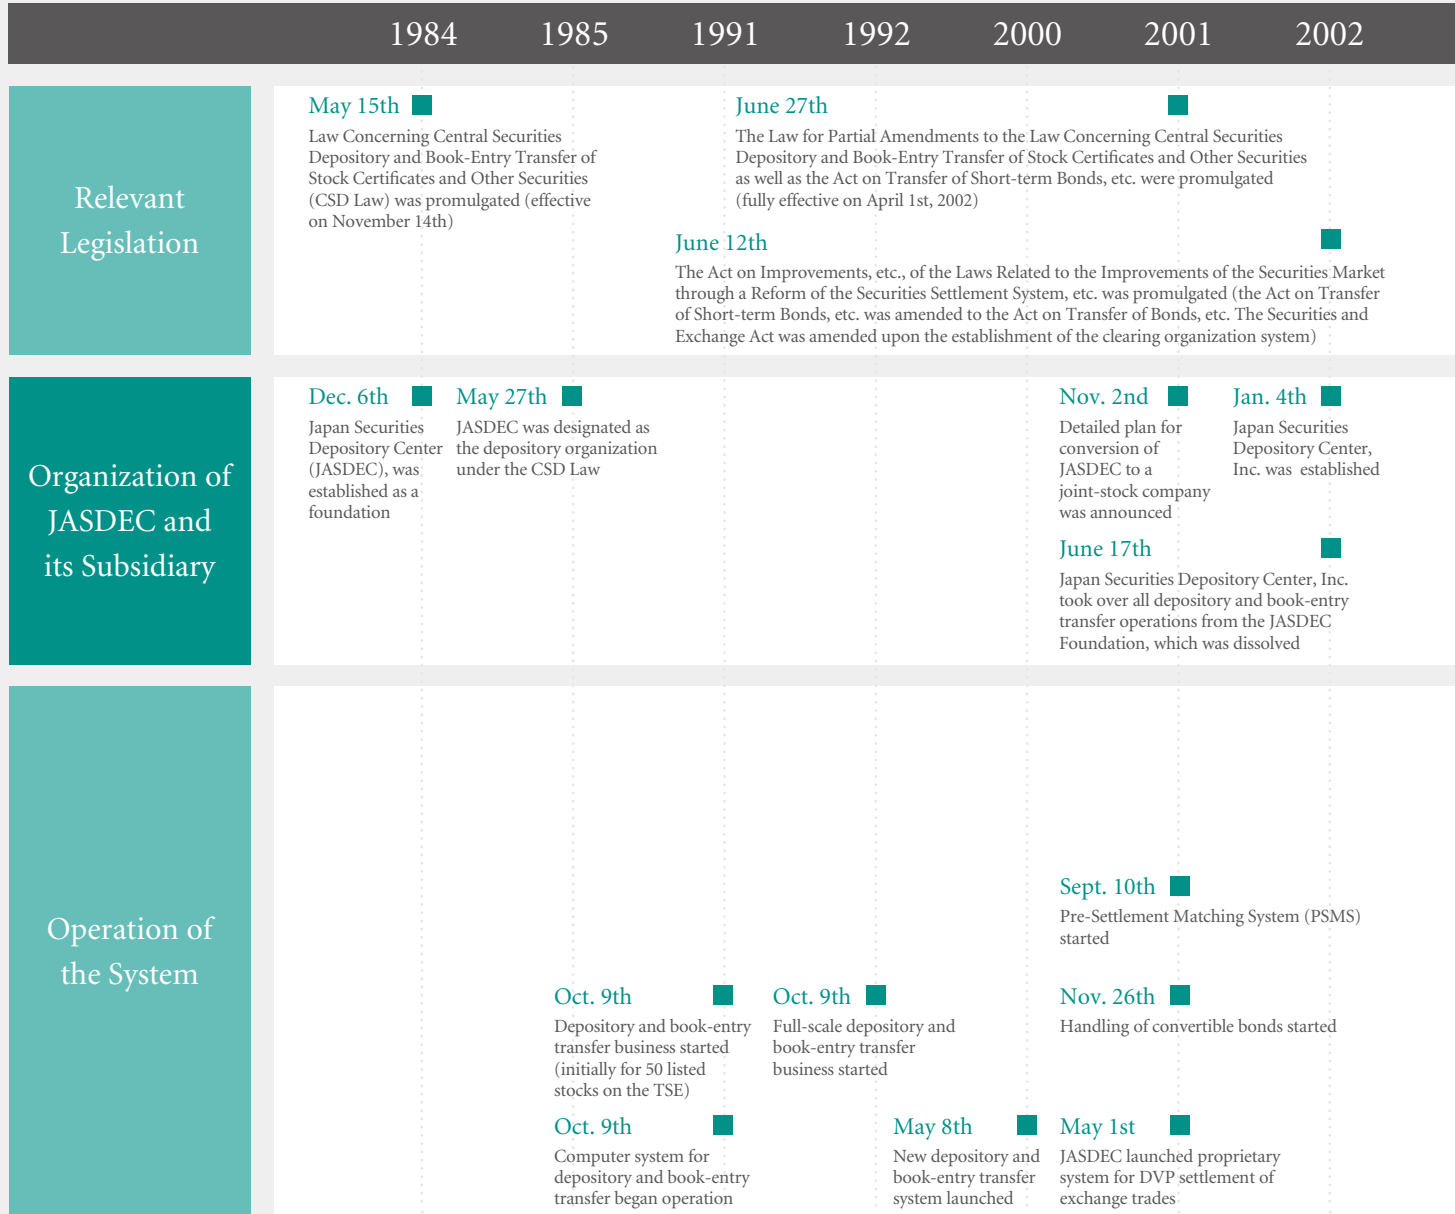 1984 1985 1991 1992 2000 2001 2002
Relevant
Legislation
May 15th
Law Concerning Central Securities
Depository and Book-Entry Transfer of
Stock Certificates and Other Securities
(CSD Law) was promulgated (effective
on November 14th)
June 27th
The Law for Partial Amendments to the Law Concerning Central Securities
Depository and Book-Entry Transfer of Stock Certificates and Other Securities
as well as the Act on Transfer of Short-term Bonds, etc. were promulgated
(fully effective on April 1st, 2002)
June 12th
The Act on Improvements, etc., of the Laws Related to the Improvements of the Securities Market
through a Reform of the Securities Settlement System, etc. was promulgated (the Act on Transfer
of Short-term Bonds, etc. was amended to the Act on Transfer of Bonds, etc. The Securities and
Exchange Act was amended upon the establishment of the clearing organization system)
Organization of
JASDEC and
its Subsidiary
Dec. 6th
Japan Securities
Depository Center
(JASDEC), was
established as a
foundation
May 27th
JASDEC was designated as
the depository organization
under the CSD Law
Nov. 2nd
Detailed plan for
conversion of
JASDEC to a
joint-stock company
was announced
Jan. 4th
Japan Securities
Depository Center,
Inc. was established
June 17th
Japan Securities Depository Center, Inc.
took over all depository and book-entry
transfer operations from the JASDEC
Foundation, which was dissolved
Operation of
the System
Sept. 10th
Pre-Settlement Matching System (PSMS)
started
Oct. 9th
Depository and book-entry
transfer business started
(initially for 50 listed
stocks on the TSE)
Oct. 9th
Full-scale depository and
book-entry transfer
business started
Nov. 26th
Handling of convertible bonds started
Oct. 9th
Computer system for
depository and book-entry
transfer began operation
May 8th
New depository and
book-entry transfer
system launched
May 1st
JASDEC launched proprietary
system for DVP settlement of
exchange trades